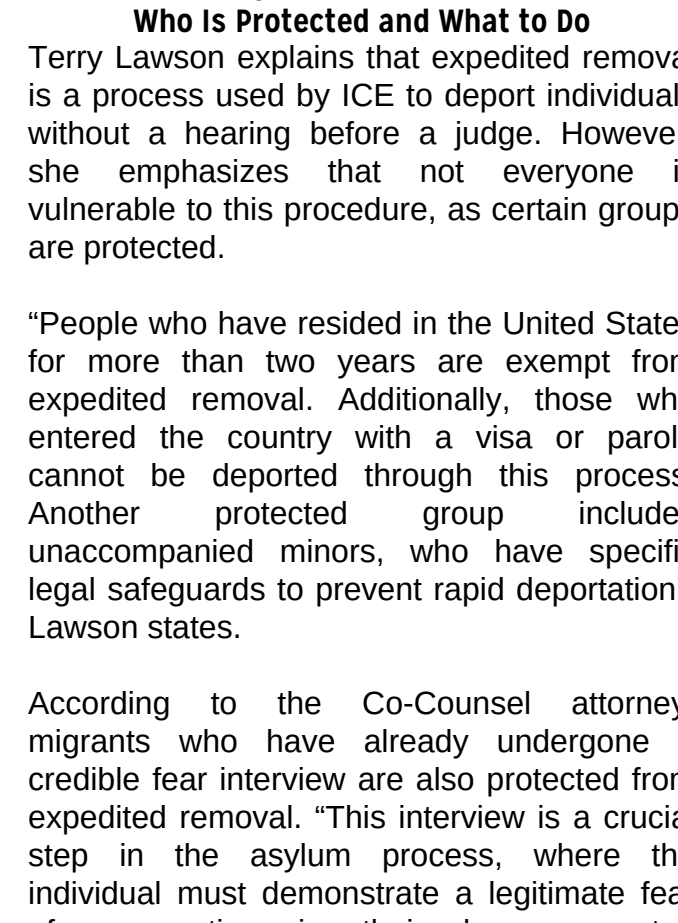 Who Is Protected and What to Do
Terry Lawson explains that expedited remova
is a process used by ICE to deport individual
without a hearing before a judge. Howeve
she emphasizes that not everyone i
vulnerable to this procedure, as certain group
are protected.
“People who have resided in the United State
for more than two years are exempt fron
expedited removal. Additionally, those wh
entered the country with a visa or parol
cannot be deported through this process
Another protected group include
unaccompanied minors, who have specifi
legal safeguards to prevent rapid deportation
Lawson states.
According to the Co-Counsel attorney
migrants who have already undergone
credible fear interview are also protected fron
expedited removal. “This interview is a crucia
step in the asylum process, where th
individual must demonstrate a legitimate fea